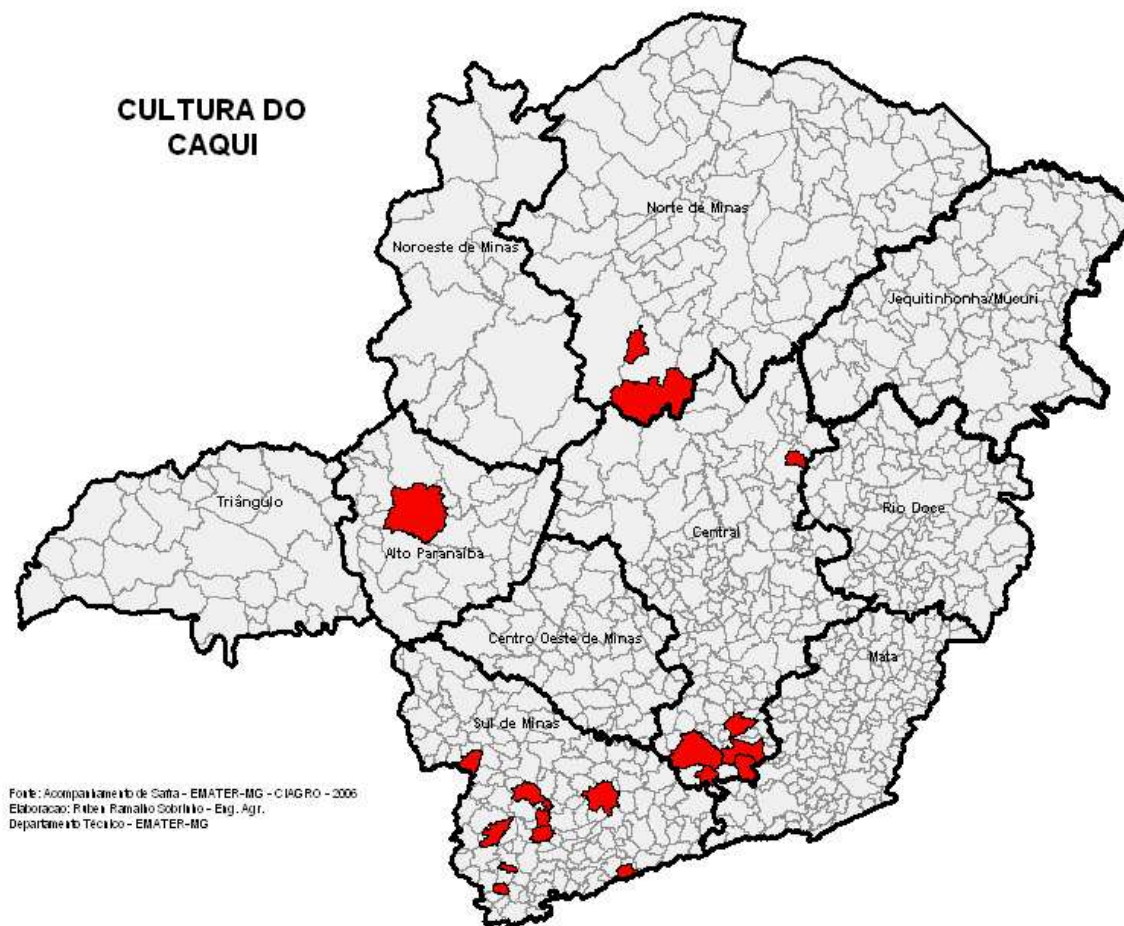 CULTURA DO
CAQUI
Norte de Minas
Noroeste de Minas
Jequitinhonha/Mucuri
Triângulo
Rio Doce
Central
Alto Paranaíba
Centro Oeste de Minas
Mata
Sul de Minas
Fonte: Acompanhamento de Safra - EMATER-MG - CIAGRO - 2006
Elaboracao: Ruben Ramalho Sobrinho - Eng. Agr.
Departamento Técnico - EMATER-MG